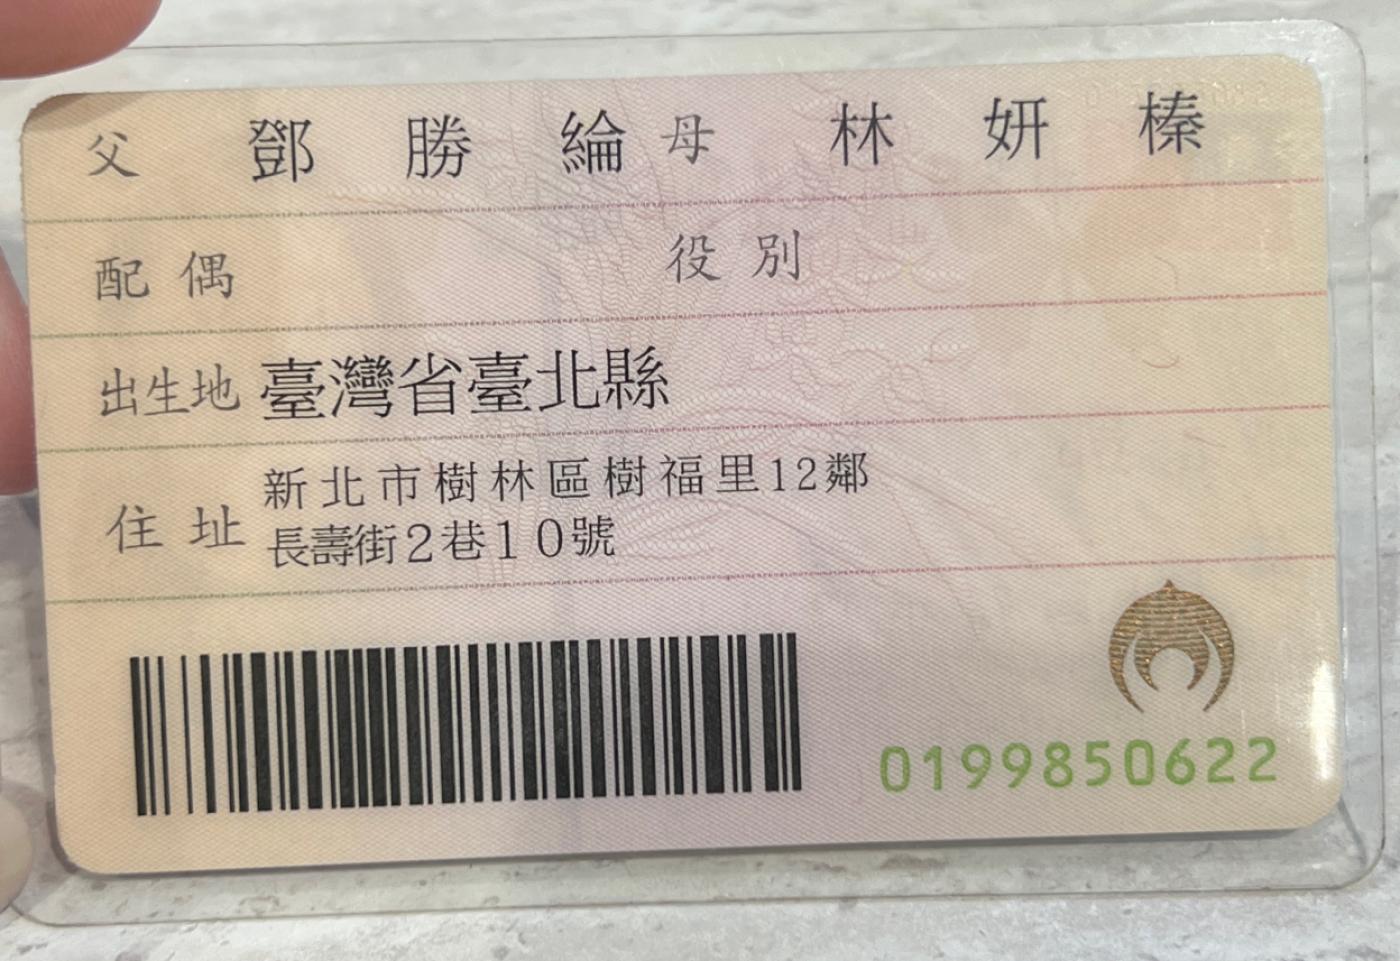 父 鄧勝綸 母 林妍榛
配偶 役別
出生地 臺灣省臺北縣
住址 新北市樹林區樹福里12鄰
長壽街2巷10號
0199850622